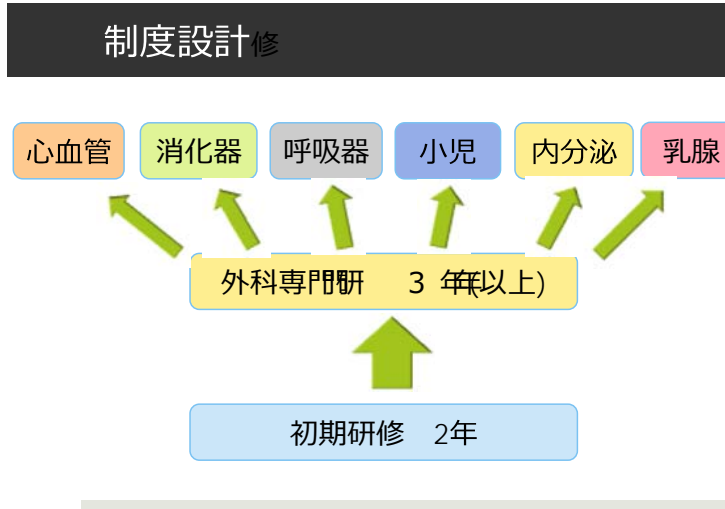 制度設計修
心血管 消化器 呼吸器 小児 内分泌 乳腺
外科専門研 3 年(以上)
初期研修 2年